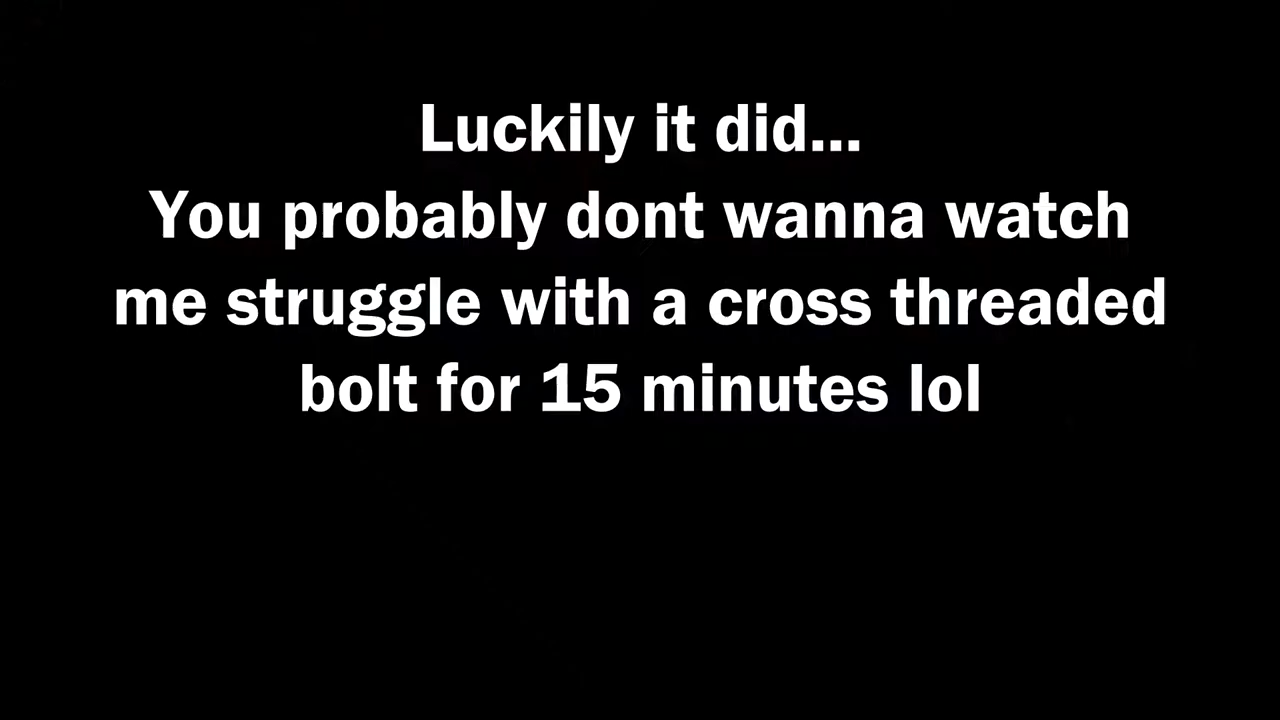 Luckily it did...
You probably dont wanna watch
me struggle with a cross threaded
bolt for 15 minutes lol